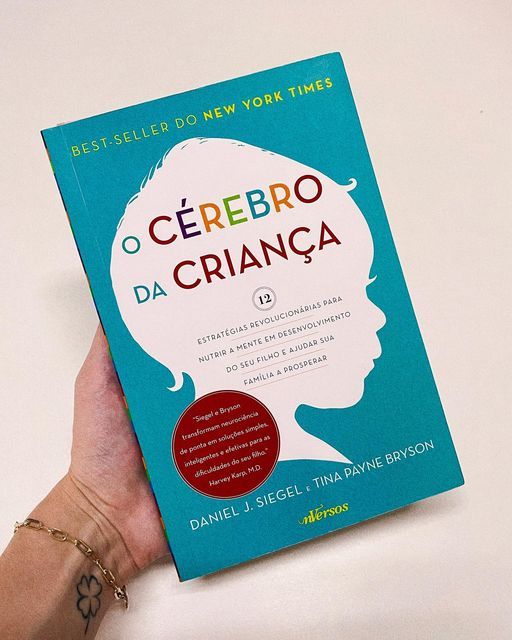 BEST-SELLER DO NEW YORK TIMES
O CÉREBRO
DA CRIANÇA
12
ESTRATÉGIAS REVOLUCIONÁRIAS PARA
NUTRIR A MENTE EM DESENVOLVIMENTO
DO SEU FILHO E AJUDAR SUA
FAMÍLIA A PROSPERAR
"Siegel e Bryson
transformam neurociência
de ponta em soluções simples,
inteligentes e efetivas para as
dificuldades do seu filho."
Harvey Karp, M.D.
DANIEL J. SIEGEL E TINA PAYNE BRYSON
nVersos